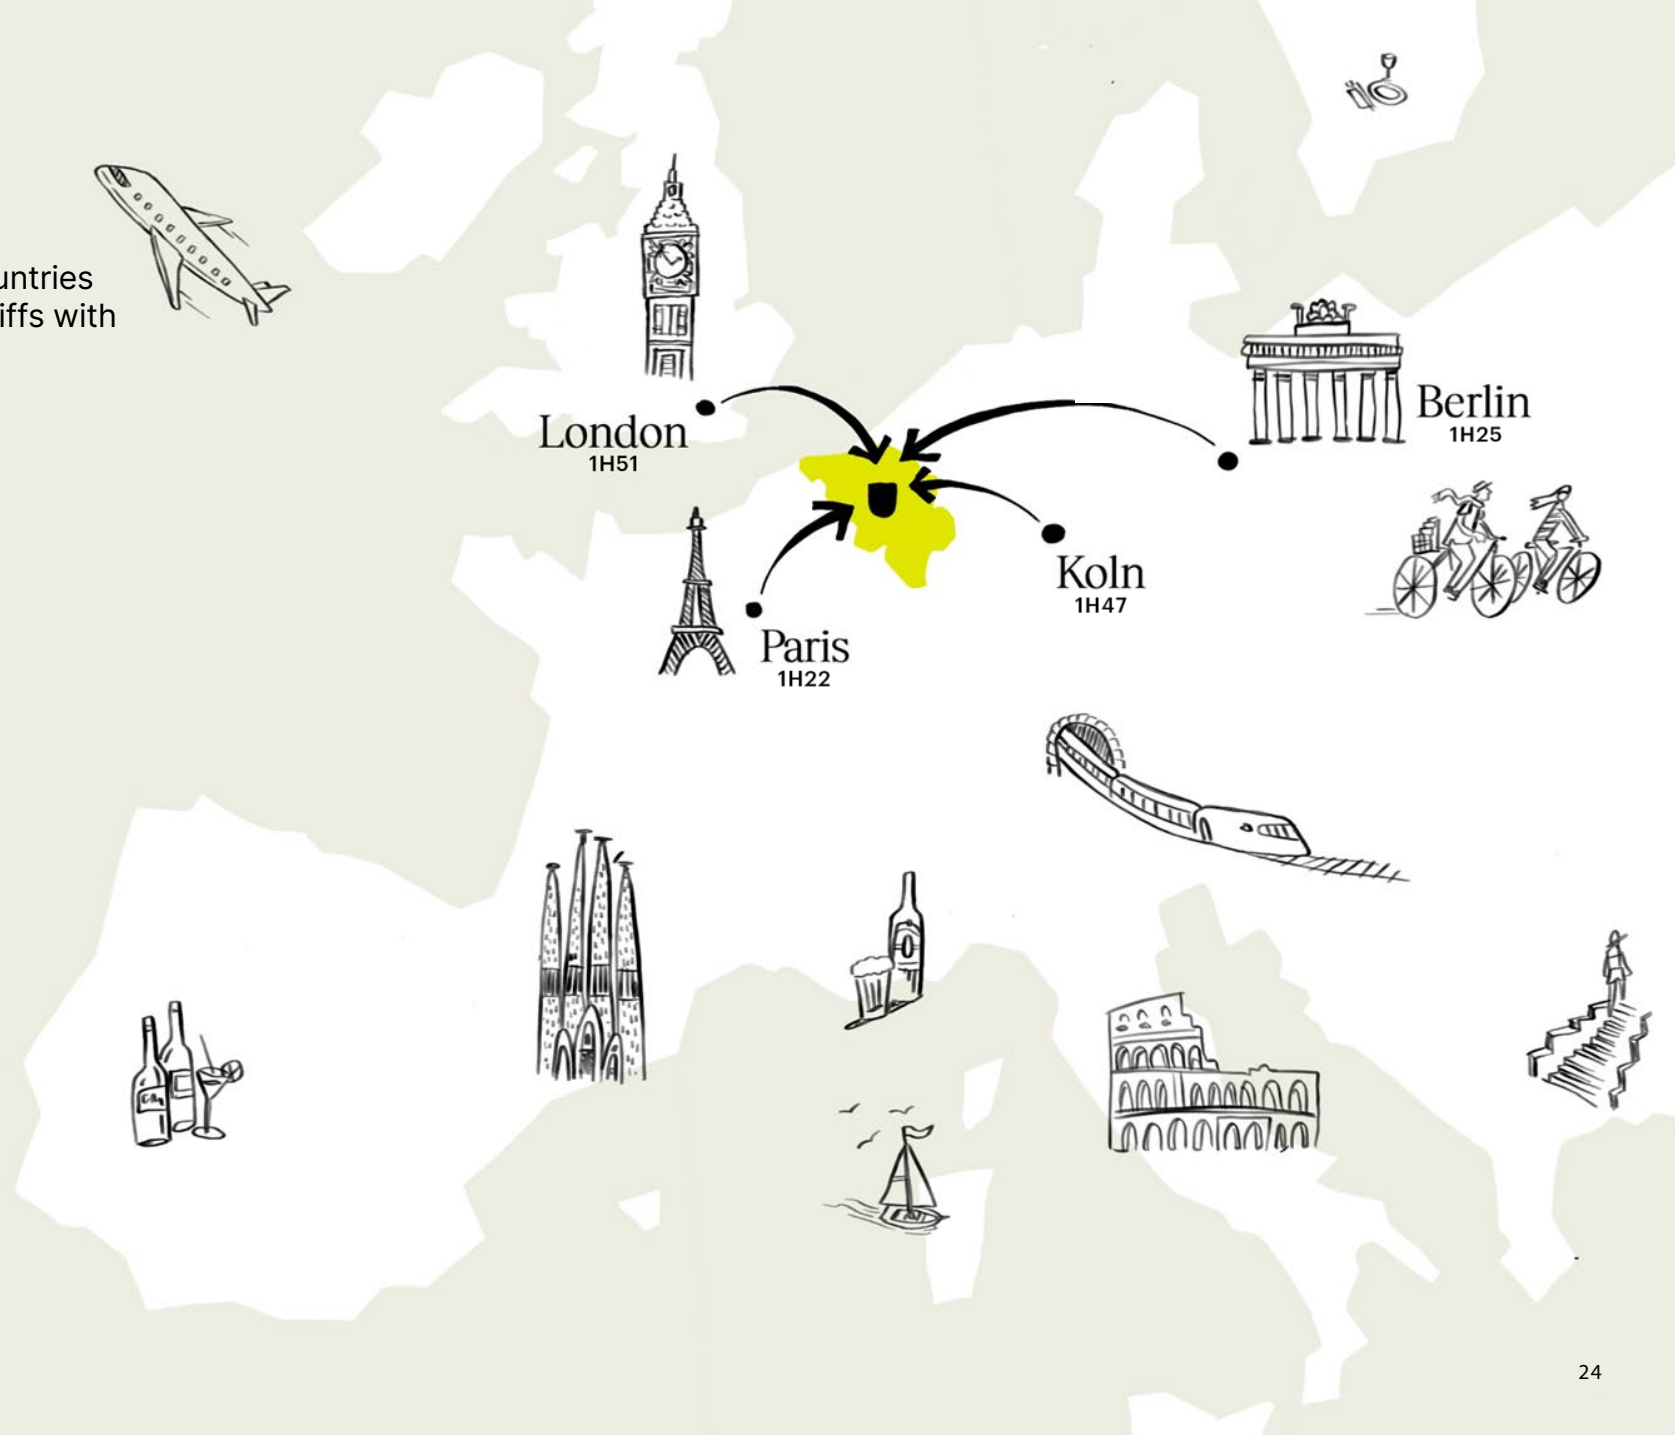 untries
iffs with
London
1H51
Berlin
1H25
Koln
1H47
Paris
1H22
24